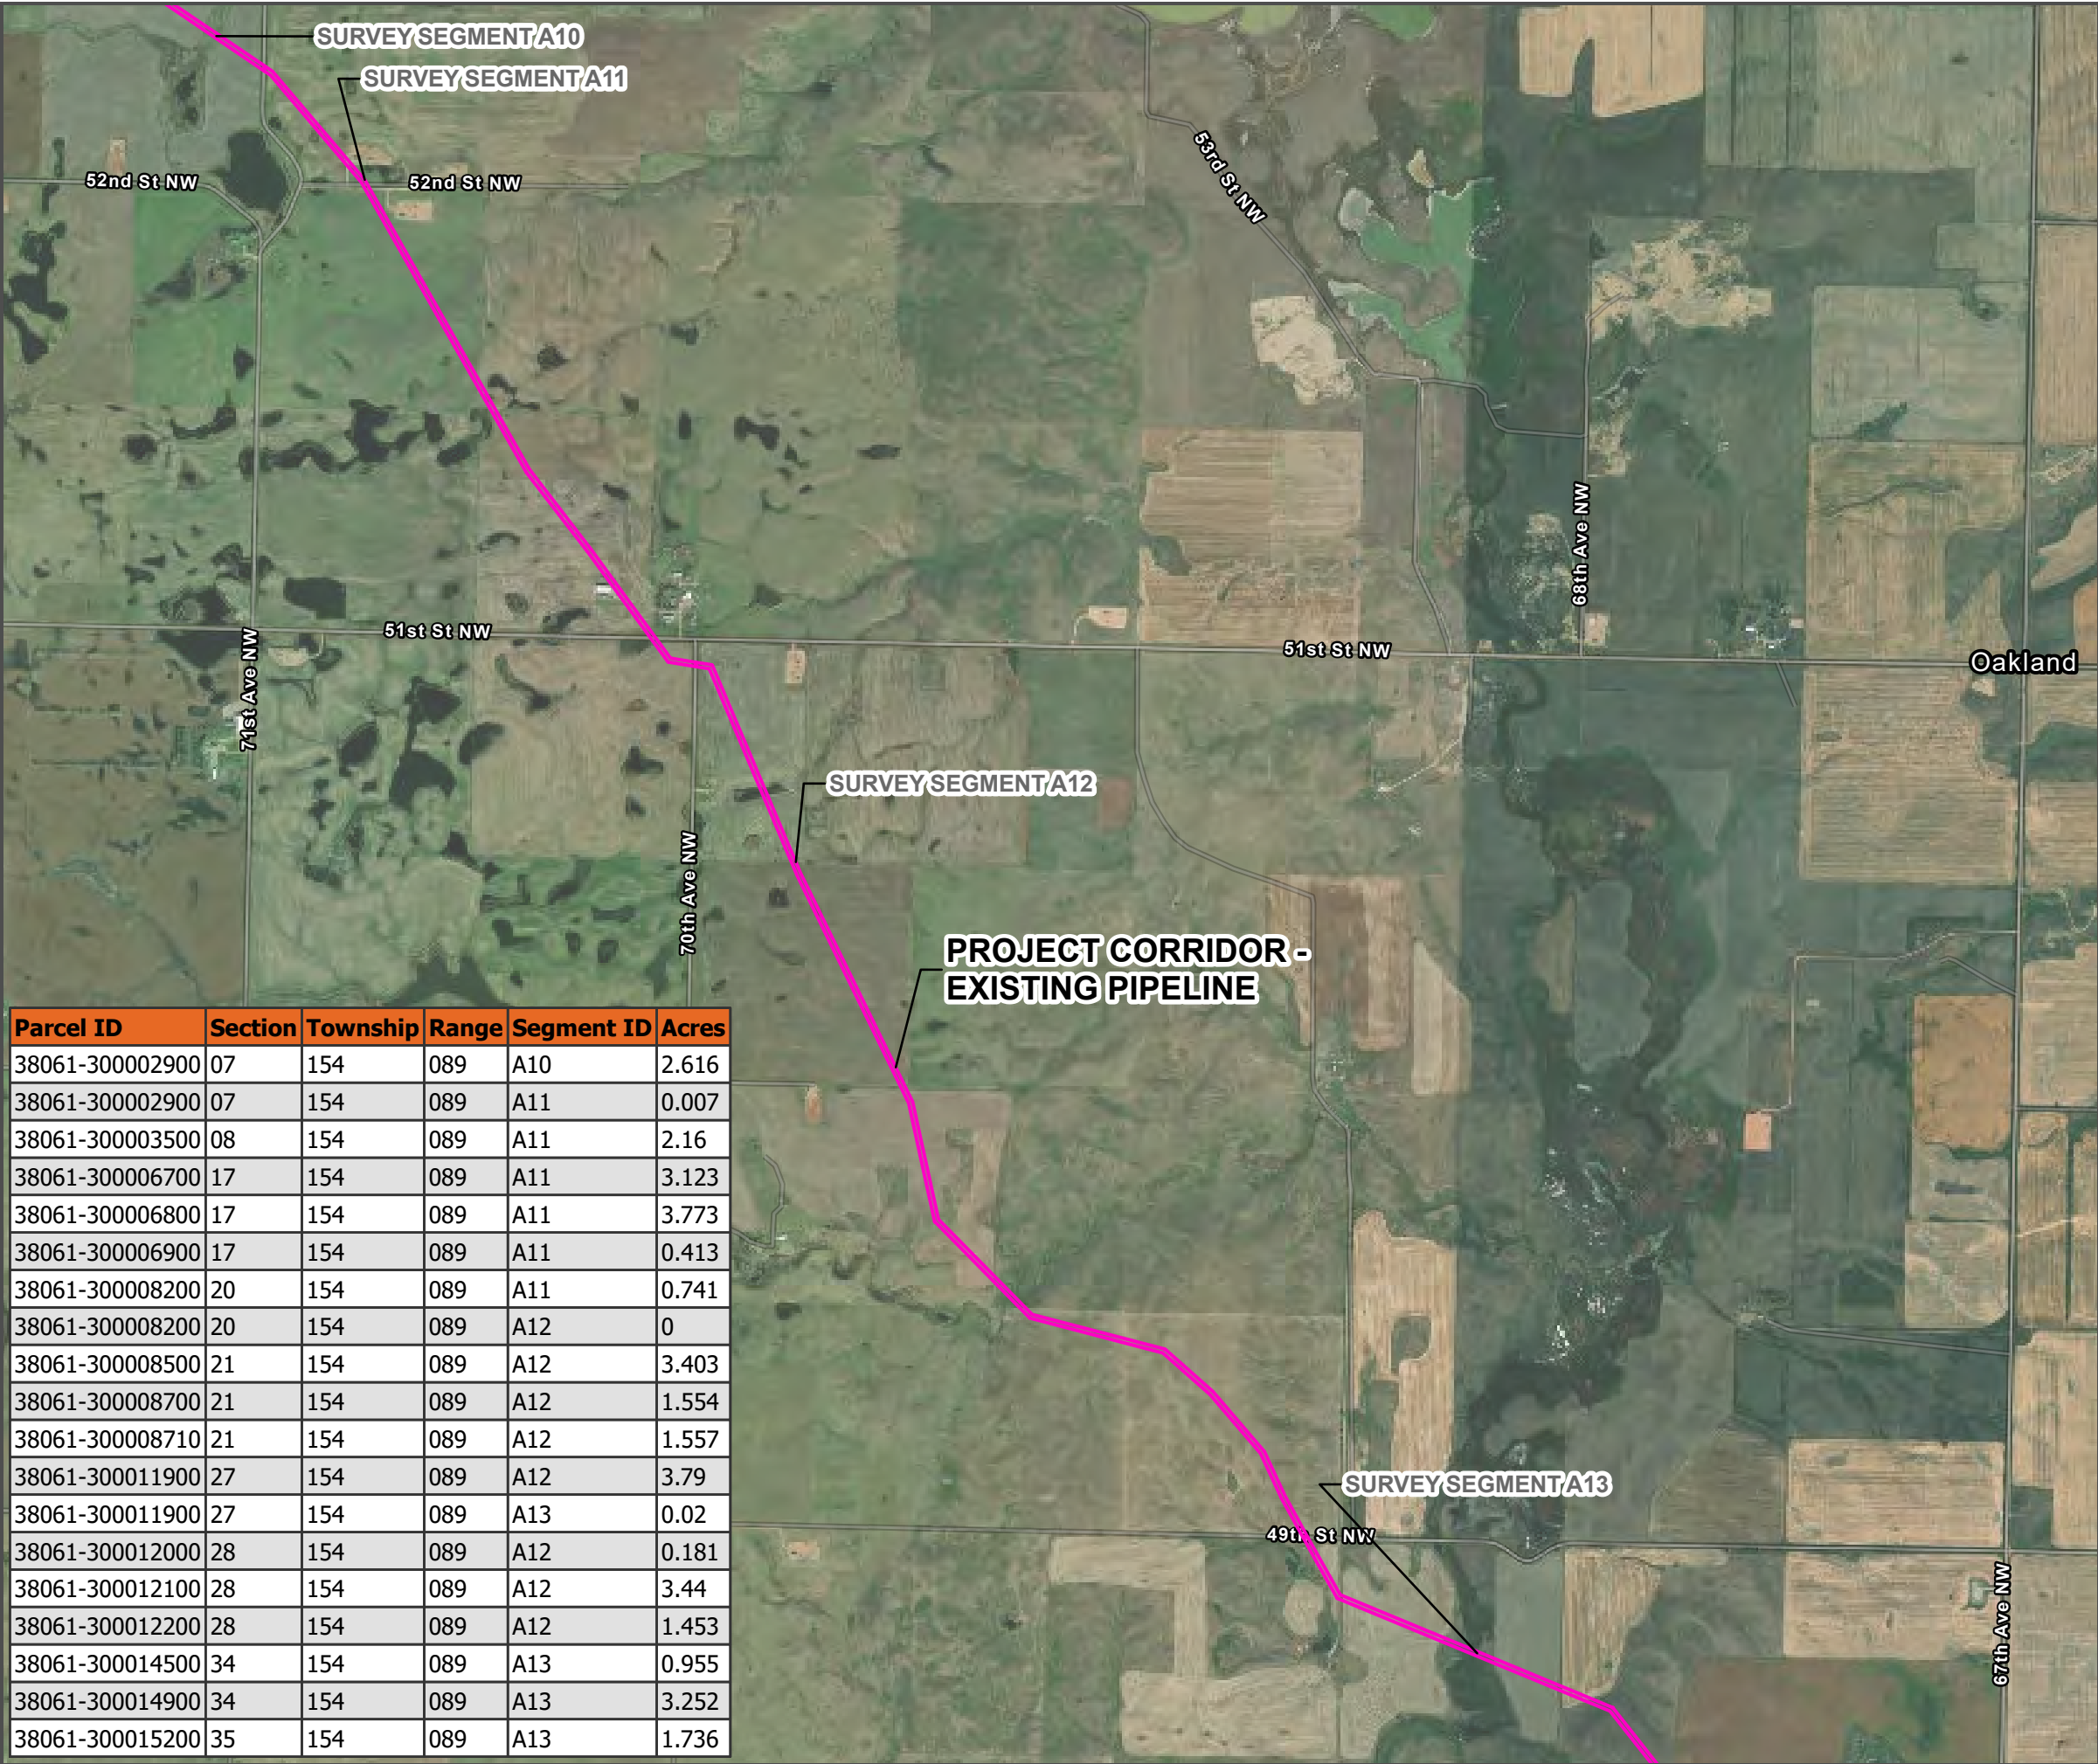 SURVEY SEGMENT A10
SURVEY SEGMENT A11
52nd St NW
52nd St NW
53rd St NW
68th Ave NW
71st Ave NW
51st St NW
51st St NW
Oakland
SURVEY SEGMENT A12
70th Ave NW
PROJECT CORRIDOR -
EXISTING PIPELINE
Parcel ID Section Township Range Segment ID Acres
38061-300002900 07 154 089 A10 2.616
38061-300002900 07 154 089 A11 0.007
38061-300003500 08 154 089 A11 2.16
38061-300006700 17 154 089 A11 3.123
38061-300006800 17 154 089 A11 3.773
38061-300006900 17 154 089 A11 0.413
38061-300008200 20 154 089 A11 0.741
38061-300008200 20 154 089 A12 0
38061-300008500 21 154 089 A12 3.403
38061-300008700 21 154 089 A12 1.554
38061-300008710 21 154 089 A12 1.557
38061-300011900 27 154 089 A12 3.79
38061-300011900 27 154 089 A13 0.02
38061-300012000 28 154 089 A12 0.181
38061-300012100 28 154 089 A12 3.44
38061-300012200 28 154 089 A12 1.453
38061-300014500 34 154 089 A13 0.955
38061-300014900 34 154 089 A13 3.252
38061-300015200 35 154 089 A13 1.736
SURVEY SEGMENT A13
49th St NW
67th Ave NW